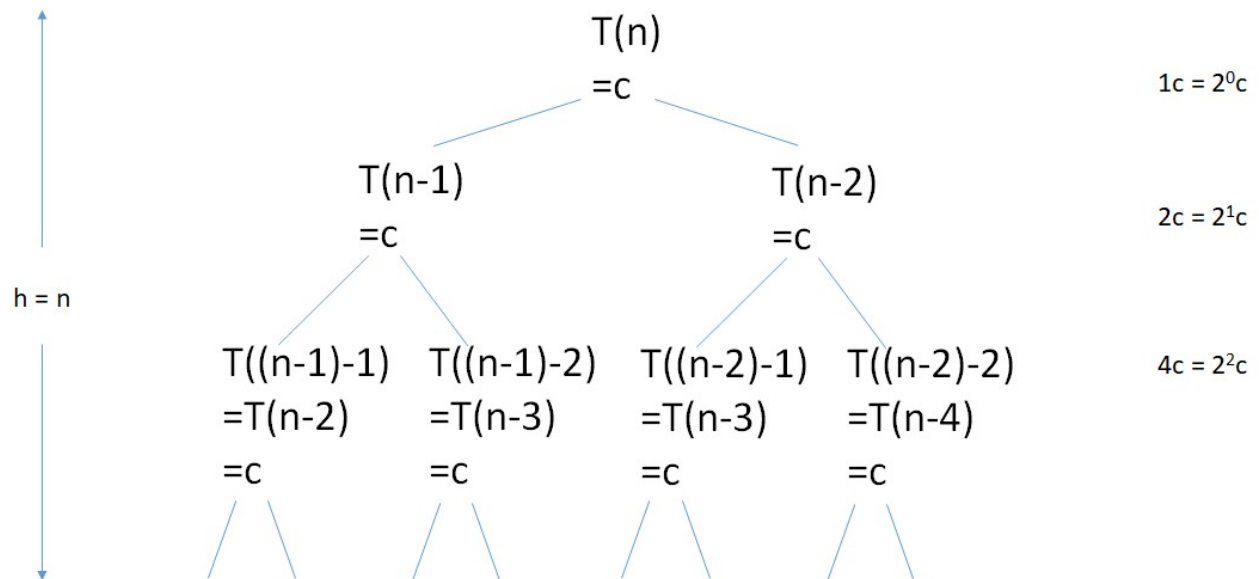 T(n)
=c
1c = 2⁰c
T(n-1)
T(n-2)
=c
=c
2c = 2¹c
h = n
T((n-1)-1)
T((n-1)-2)
T((n-2)-1)
T((n-2)-2)
4c = 2²c
=T(n-2)
=T(n-3)
=T(n-3)
=T(n-4)
=c
=c
=c
=c